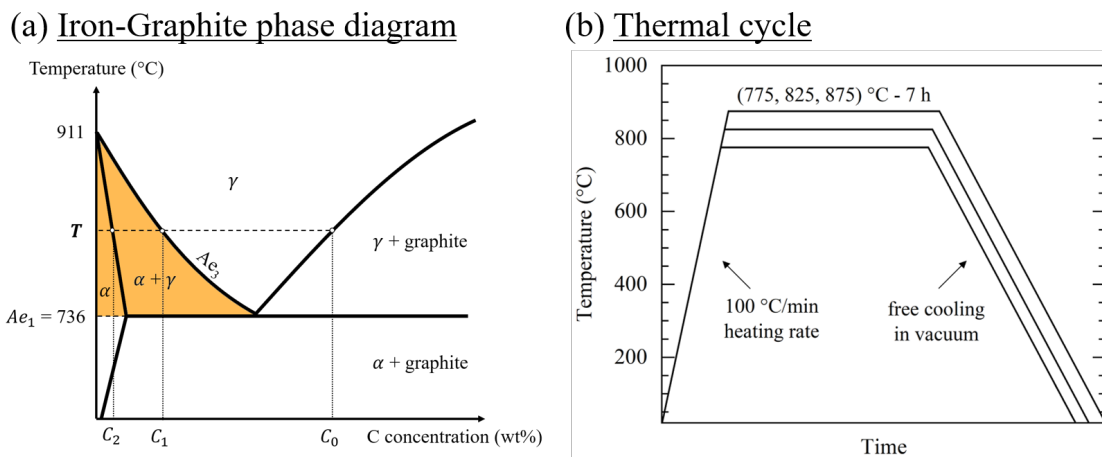 (a) Iron-Graphite phase diagram
Temperature (°C)
911
γ
T
Ae₃
γ + graphite
α
α + γ
Ae₁ = 736
α + graphite
C₂
C₁
C₀
C concentration (wt%)
(b) Thermal cycle
1000
(775, 825, 875) °C - 7 h
800
600
Temperature (°C)
400
100 °C/min
heating rate
free cooling
in vacuum
200
Time